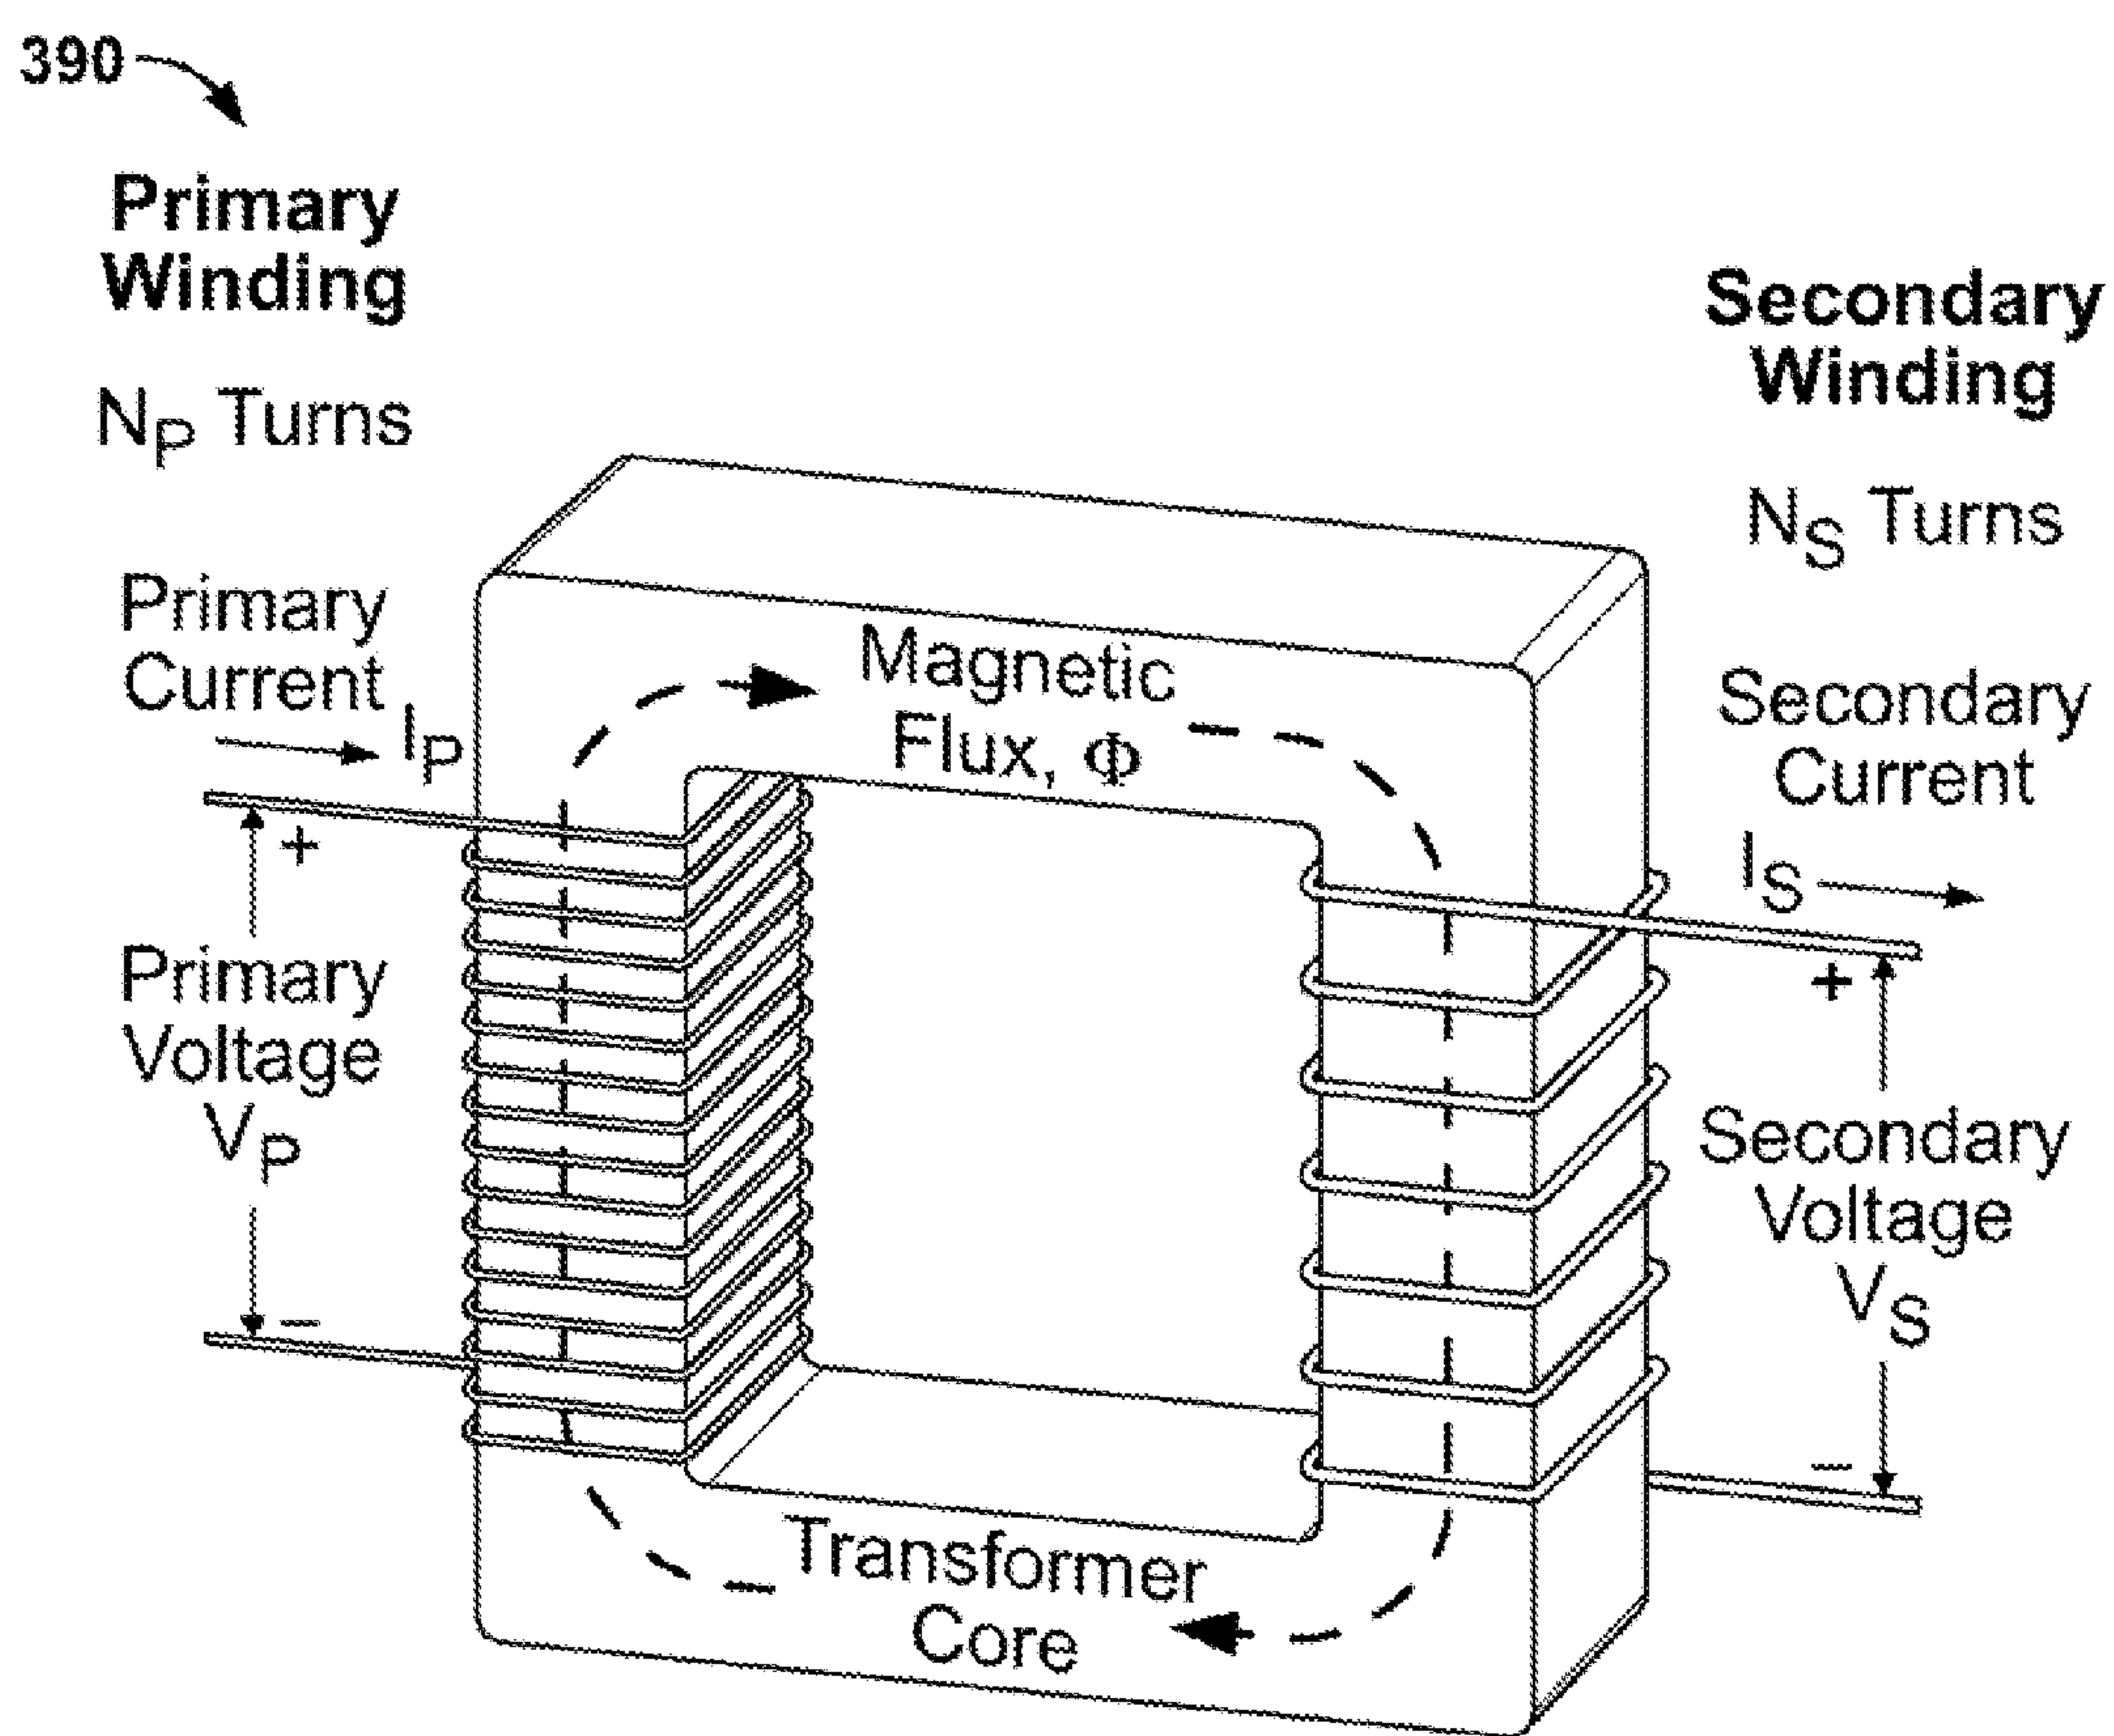 390
Primary
Winding
NP Turns
Primary
Current
IP
+
Primary
Voltage
VP
–
Magnetic
Flux, Φ
Transformer
Core
Secondary
Winding
NS Turns
Secondary
Current
IS
+
Secondary
Voltage
VS
–